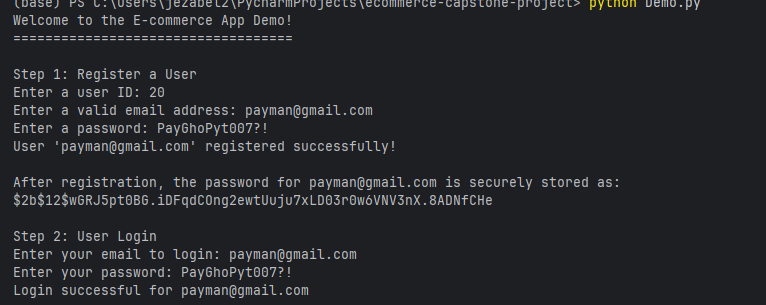 (base) PS C:\Users\jezabel2\PycharmProjects\ecommerce-capstone-project> python Demo.py
Welcome to the E-commerce App Demo!
===================================
Step 1: Register a User
Enter a user ID: 20
Enter a valid email address: payman@gmail.com
Enter a password: PayGhoPyt007?!
User 'payman@gmail.com' registered successfully!
After registration, the password for payman@gmail.com is securely stored as:
$2b$12$wGRJ5pt0BG.iDFqdCOng2ewtUuju7xLD03r0w6VNV3nX.8ADNfCHe
Step 2: User Login
Enter your email to login: payman@gmail.com
Enter your password: PayGhoPyt007?!
Login successful for payman@gmail.com